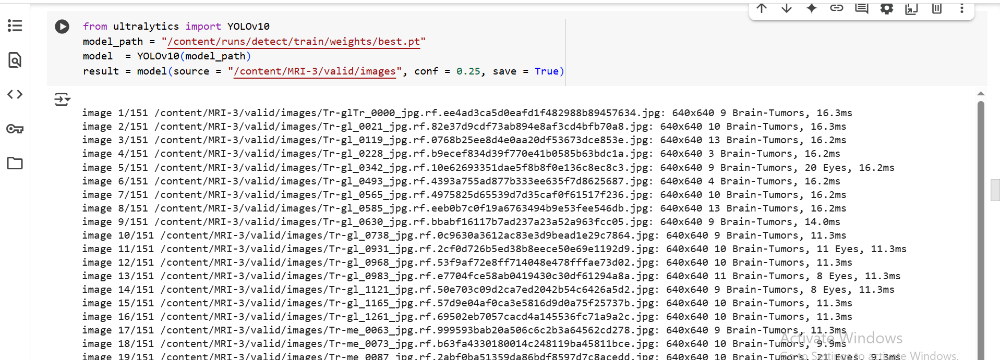 from ultralytics import YOLOv10
model_path = "/content/runs/detect/train/weights/best.pt"
model  = YOLOv10(model_path)
result = model(source = "/content/MRI-3/valid/images", conf = 0.25, save = True)
image 1/151 /content/MRI-3/valid/images/Tr-glTr_0000_jpg.rf.ee4ad3ca5d0eafd1f482988b89457634.jpg: 640x640 9 Brain-Tumors, 16.3ms
image 2/151 /content/MRI-3/valid/images/Tr-gl_0021_jpg.rf.82e37d9cdf73ab894e8af3cd4bfb70a8.jpg: 640x640 10 Brain-Tumors, 16.3ms
image 3/151 /content/MRI-3/valid/images/Tr-gl_0119_jpg.rf.0768b25ee8d4e0aa20df53673dce853e.jpg: 640x640 13 Brain-Tumors, 16.2ms
image 4/151 /content/MRI-3/valid/images/Tr-gl_0228_jpg.rf.b9ecef834d39f770e41b0585b63bdc1a.jpg: 640x640 3 Brain-Tumors, 16.2ms
image 5/151 /content/MRI-3/valid/images/Tr-gl_0342_jpg.rf.10e62693351dae5f8b8f0e136c8ec8c3.jpg: 640x640 9 Brain-Tumors, 20 Eyes, 16.2ms
image 6/151 /content/MRI-3/valid/images/Tr-gl_0493_jpg.rf.4393a755ad877b333ee635f7d8625687.jpg: 640x640 4 Brain-Tumors, 16.2ms
image 7/151 /content/MRI-3/valid/images/Tr-gl_0565_jpg.rf.4975825d65539d7d35caf0f61517f236.jpg: 640x640 10 Brain-Tumors, 16.2ms
image 8/151 /content/MRI-3/valid/images/Tr-gl_0585_jpg.rf.eeb0b7c0f19a6763494b9e53fee546db.jpg: 640x640 13 Brain-Tumors, 16.2ms
image 9/151 /content/MRI-3/valid/images/Tr-gl_0630_jpg.rf.bbabf16117b7ad237a23a52a963fcc05.jpg: 640x640 9 Brain-Tumors, 14.0ms
image 10/151 /content/MRI-3/valid/images/Tr-gl_0738_jpg.rf.0c9630a3612ac83e3d9bead1e29c7864.jpg: 640x640 9 Brain-Tumors, 11.3ms
image 11/151 /content/MRI-3/valid/images/Tr-gl_0931_jpg.rf.2cf0d726b5ed38b8eece50e69e1192d9.jpg: 640x640 10 Brain-Tumors, 11 Eyes, 11.3ms
image 12/151 /content/MRI-3/valid/images/Tr-gl_0968_jpg.rf.53f9af72e8ff714048e478fffae73d02.jpg: 640x640 10 Brain-Tumors, 11.3ms
image 13/151 /content/MRI-3/valid/images/Tr-gl_0983_jpg.rf.e7704fce58ab0419430c30df61294a8a.jpg: 640x640 11 Brain-Tumors, 8 Eyes, 11.3ms
image 14/151 /content/MRI-3/valid/images/Tr-gl_1121_jpg.rf.50e703c09d2ca7ed2042b54c6426a5d2.jpg: 640x640 9 Brain-Tumors, 8 Eyes, 11.3ms
image 15/151 /content/MRI-3/valid/images/Tr-gl_1165_jpg.rf.57d9e04af0ca3e5816d9d0a75f25737b.jpg: 640x640 10 Brain-Tumors, 11.3ms
image 16/151 /content/MRI-3/valid/images/Tr-gl_1261_jpg.rf.69502eb7057cacd4a145536fc71a9a2c.jpg: 640x640 10 Brain-Tumors, 11.3ms
image 17/151 /content/MRI-3/valid/images/Tr-me_0063_jpg.rf.999593bab20a506c6c2b3a64562cd278.jpg: 640x640 9 Brain-Tumors, 11.3ms
image 18/151 /content/MRI-3/valid/images/Tr-me_0073_jpg.rf.b63fa4330180014c248119ba45811bce.jpg: 640x640 10 Brain-Tumors, 9.9ms
image 19/151 /content/MRI-3/valid/images/Tr-me_0087_jpg.rf.2abf0ba51359da86bdf8597d7c8acedd.jpg: 640x640 10 Brain-Tumors, 21 Eyes, 9.3ms
Activate Windows
Go to Settings to activate Windows.